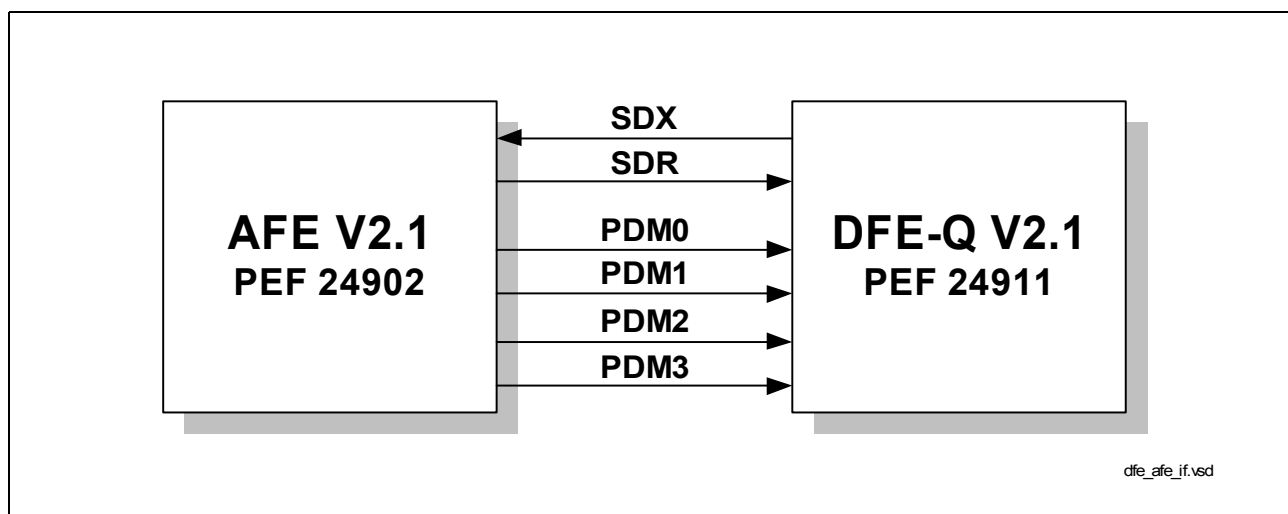 SDX
SDR
AFE V2.1
PEF 24902
PDM0
PDM1
PDM2
PDM3
DFE-Q V2.1
PEF 24911
dfe_afe_if.vsd